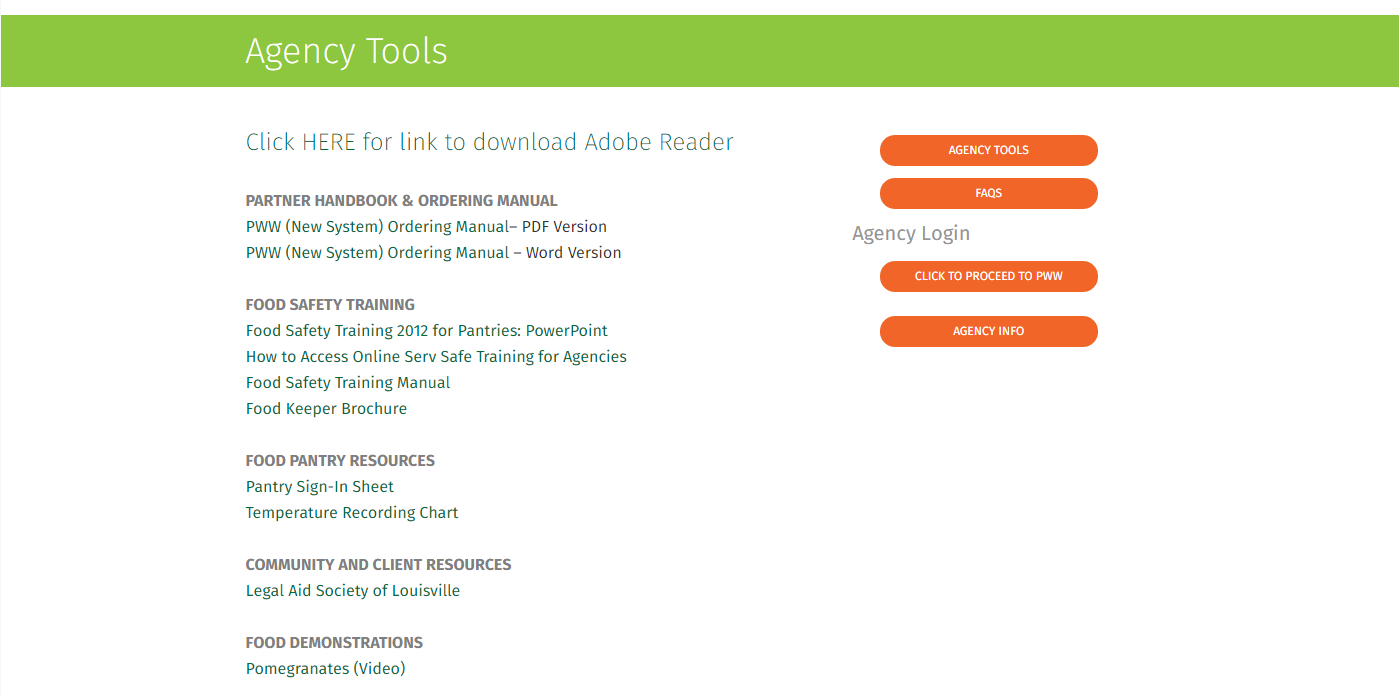 Agency Tools
Click HERE for link to download Adobe Reader
PARTNER HANDBOOK & ORDERING MANUAL
PWW (New System) Ordering Manual– PDF Version
PWW (New System) Ordering Manual – Word Version
FOOD SAFETY TRAINING
Food Safety Training 2012 for Pantries: PowerPoint
How to Access Online Serv Safe Training for Agencies
Food Safety Training Manual
Food Keeper Brochure
FOOD PANTRY RESOURCES
Pantry Sign-In Sheet
Temperature Recording Chart
COMMUNITY AND CLIENT RESOURCES
Legal Aid Society of Louisville
FOOD DEMONSTRATIONS
Pomegranates (Video)
AGENCY TOOLS
FAQS
Agency Login
CLICK TO PROCEED TO PWW
AGENCY INFO